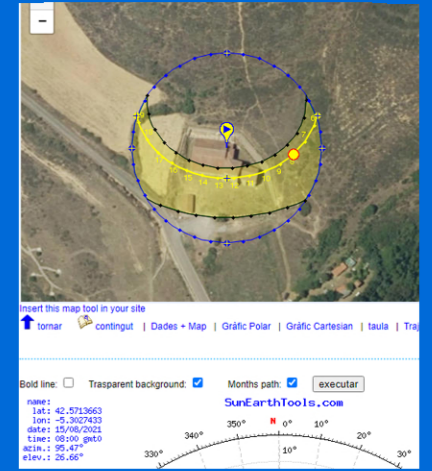 −
Insert this map tool in your site
tornar contingut | Dades + Map | Gràfic Polar | Gràfic Cartesian | taula | Traj
Bold line: Trasparent background: Months path: executar
name:
lat: 42.5713663
lon: -5.3027433
date: 15/08/2021
time: 08:00 gmt0
azim.: 95.47°
elev.: 26.66°
SunEarthTools.com
330° 340° 350° N 0° 10° 20° 30°
10°